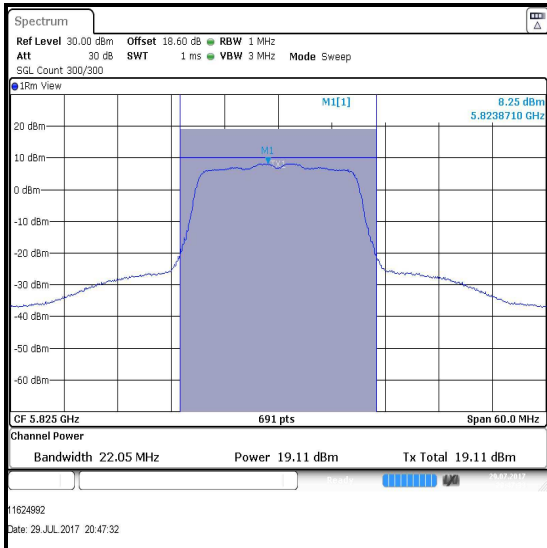 Spectrum
Ref Level 30.00 dBm Offset 18.60 dB RBW 1 MHz
Att 30 dB SWT 1 ms VBW 3 MHz Mode Sweep
SGL Count 300/300
1Rm View
M1[1] 8.25 dBm
5.8238710 GHz
20 dBm
M1
10 dBm
0 dBm
-10 dBm
-20 dBm
-30 dBm
-40 dBm
-50 dBm
-60 dBm
CF 5.825 GHz 691 pts Span 60.0 MHz
Channel Power
Bandwidth 22.05 MHz Power 19.11 dBm Tx Total 19.11 dBm
Ready 29.07.2017
11624992
Date: 29.JUL.2017 20:47:32